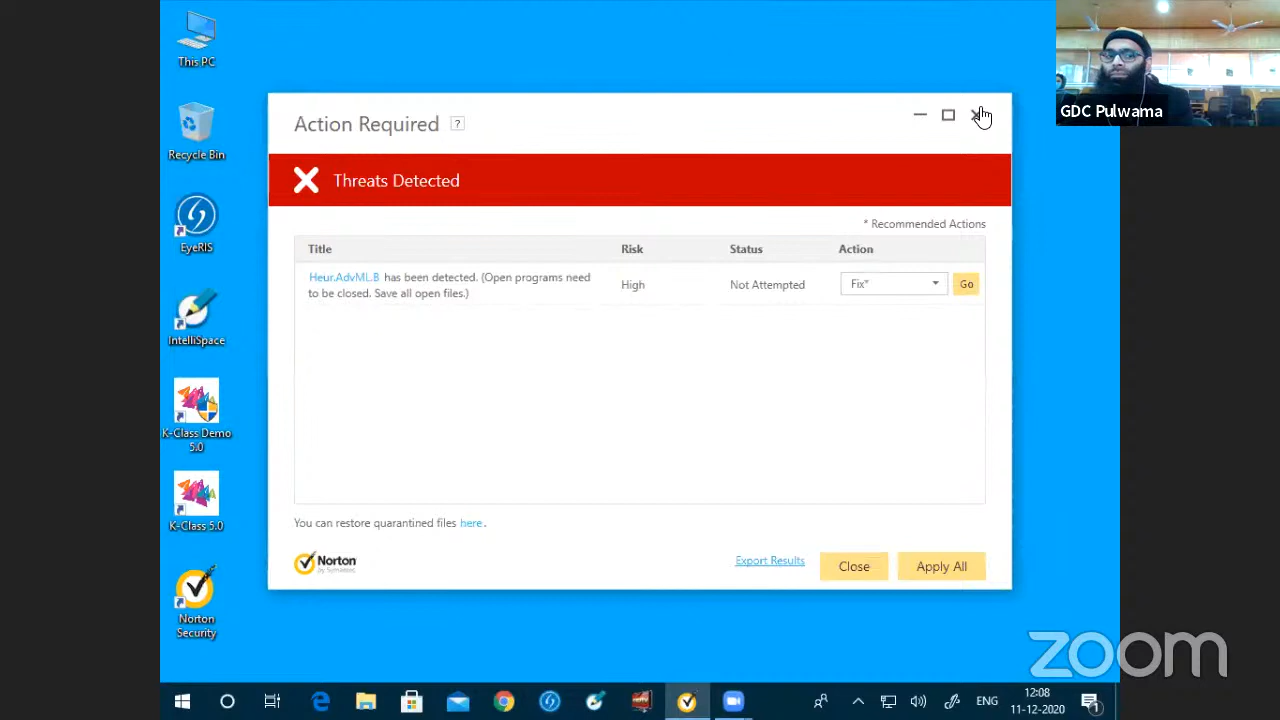 This PC
Recycle Bin
EyeRIS
IntelliSpace
K-Class Demo
5.0
K-Class 5.0
Norton
Security
Action Required ?
Threats Detected
* Recommended Actions
Title Risk Status Action
Heur.AdvML.B has been detected. (Open programs need
to be closed. Save all open files.)
High Not Attempted Fix* Go
You can restore quarantined files here.
Norton
by Symantec
Export Results Close Apply All
GDC Pulwama
zoom
ENG
12:08
11-12-2020
1